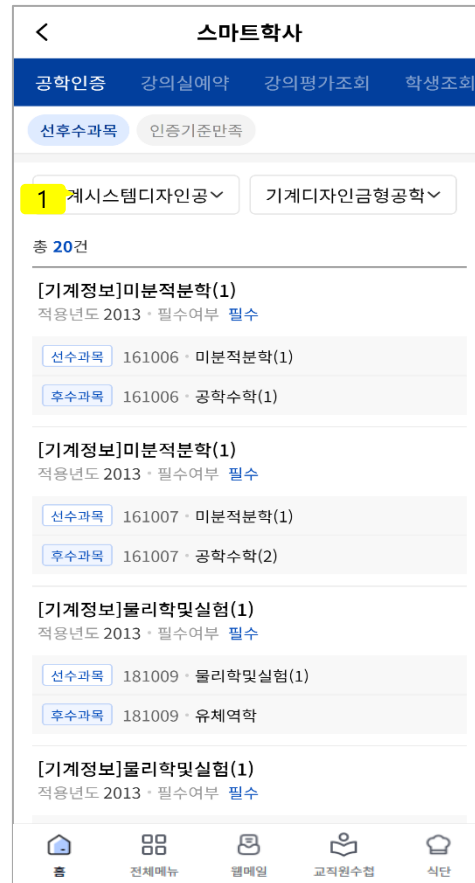 스마트학사
공학인증 강의실예약 강의평가조회 학생조회
선후수과목 인증기준만족
1 계시스템디자인공 기계디자인금형공학
총 20건
[기계정보]미분적분학(1)
적용년도 2013 · 필수여부 필수
선수과목 161006 · 미분적분학(1)
후수과목 161006 · 공학수학(1)
[기계정보]미분적분학(1)
적용년도 2013 · 필수여부 필수
선수과목 161007 · 미분적분학(1)
후수과목 161007 · 공학수학(2)
[기계정보]물리학및실험(1)
적용년도 2013 · 필수여부 필수
선수과목 181009 · 물리학및실험(1)
후수과목 181009 · 유체역학
[기계정보]물리학및실험(1)
적용년도 2013 · 필수여부 필수
홈 전체메뉴 웹메일 교직원수첩 식단